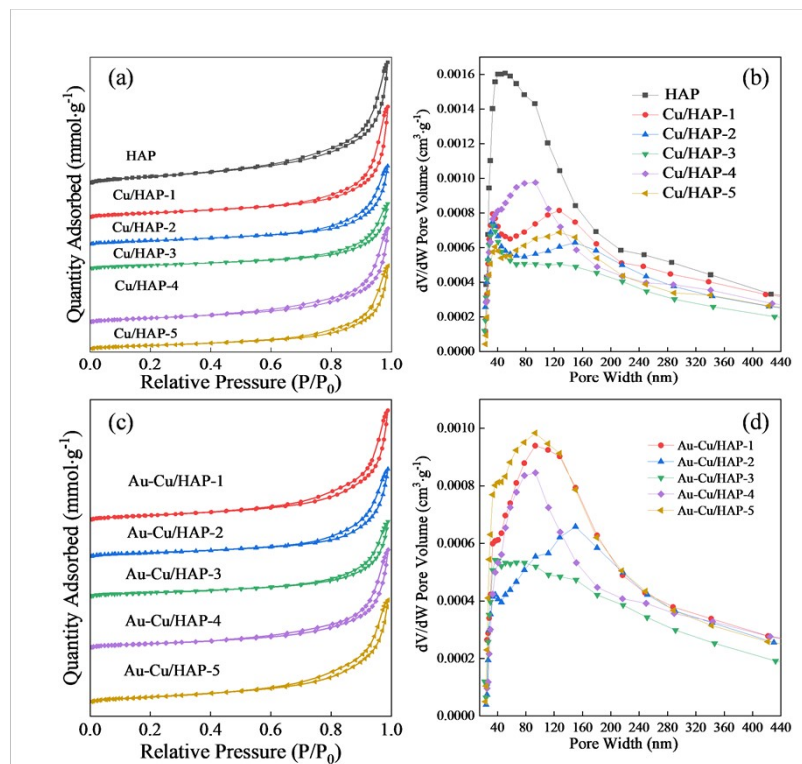 (a)
Quantity Adsorbed (mmol·g⁻¹)
HAP
Cu/HAP-1
Cu/HAP-2
Cu/HAP-3
Cu/HAP-4
Cu/HAP-5
0.0 0.2 0.4 0.6 0.8 1.0
Relative Pressure (P/P₀)
(b)
dV/dW Pore Volume (cm³·g⁻¹)
0.0016
0.0014
0.0012
0.0010
0.0008
0.0006
0.0004
0.0002
0.0000
HAP
Cu/HAP-1
Cu/HAP-2
Cu/HAP-3
Cu/HAP-4
Cu/HAP-5
40 80 120 160 200 240 280 320 360 400 440
Pore Width (nm)
(c)
Quantity Adsorbed (mmol·g⁻¹)
Au-Cu/HAP-1
Au-Cu/HAP-2
Au-Cu/HAP-3
Au-Cu/HAP-4
Au-Cu/HAP-5
0.0 0.2 0.4 0.6 0.8 1.0
Relative Pressure (P/P₀)
(d)
dV/dW Pore Volume (cm³·g⁻¹)
0.0010
0.0008
0.0006
0.0004
0.0002
0.0000
Au-Cu/HAP-1
Au-Cu/HAP-2
Au-Cu/HAP-3
Au-Cu/HAP-4
Au-Cu/HAP-5
40 80 120 160 200 240 280 320 360 400 440
Pore Width (nm)